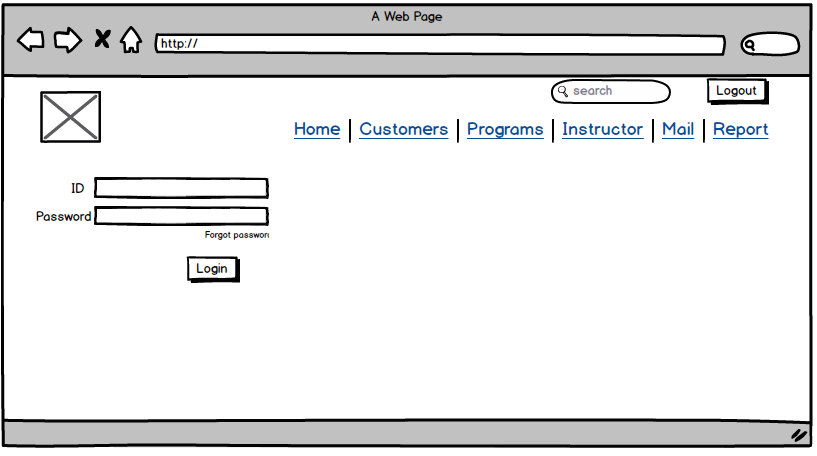 A Web Page
http://
search
Logout
Home Customers Programs Instructor Mail Report
ID
Password
Forgot passwor
Login